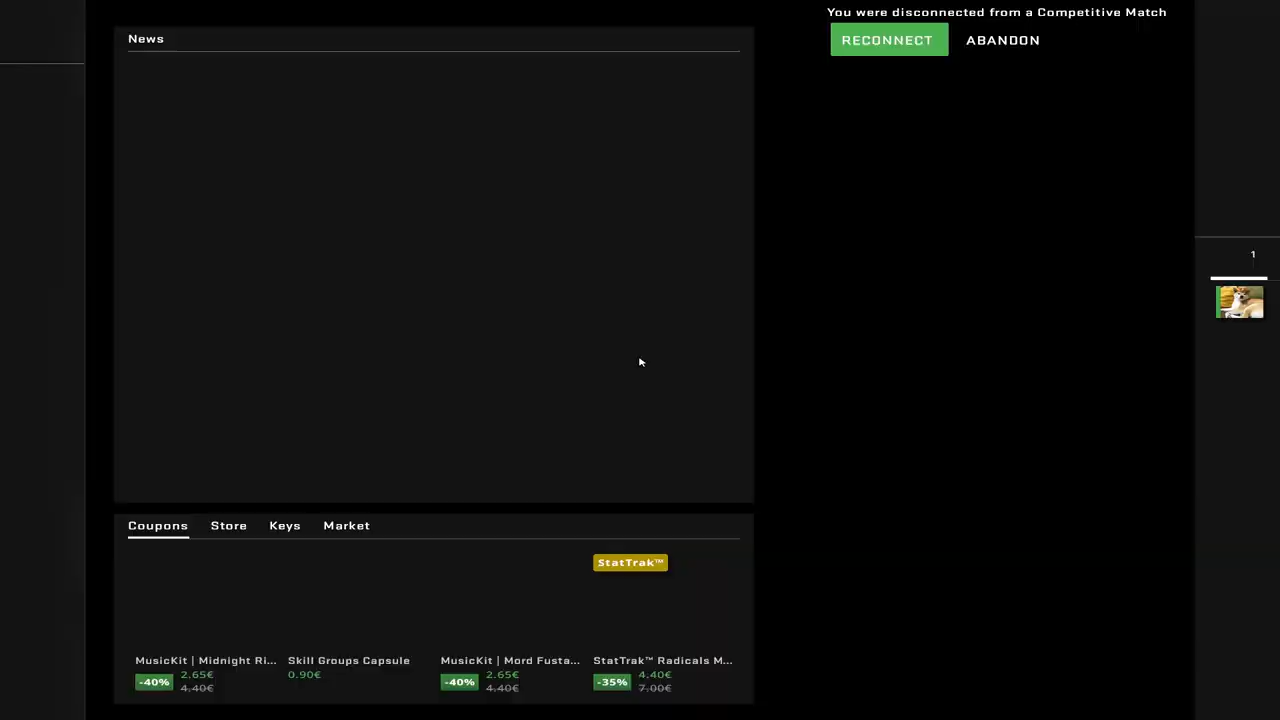 You were disconnected from a Competitive Match
RECONNECT ABANDON
News
1
Coupons Store Keys Market
StatTrak™
MusicKit | Midnight Ri... Skill Groups Capsule MusicKit | Mord Fusta... StatTrak™ Radicals M...
-40% 2.65€ 4.40€ 0.90€ -40% 2.65€ 4.40€ -35% 4.40€ 7.00€